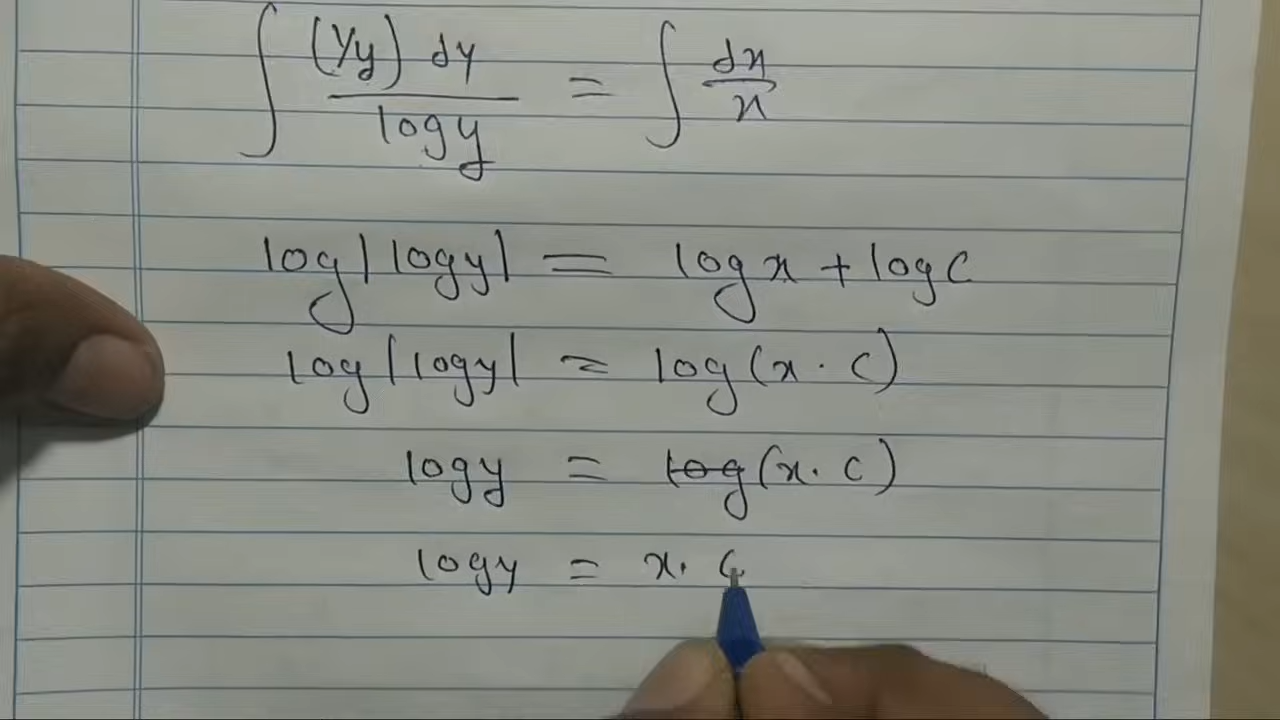 ∫ (1/y) dy / log y = ∫ dx / x
log|log y| = log x + log c
log|log y| = log(x · c)
log y = log(x · c)
log y = x · c